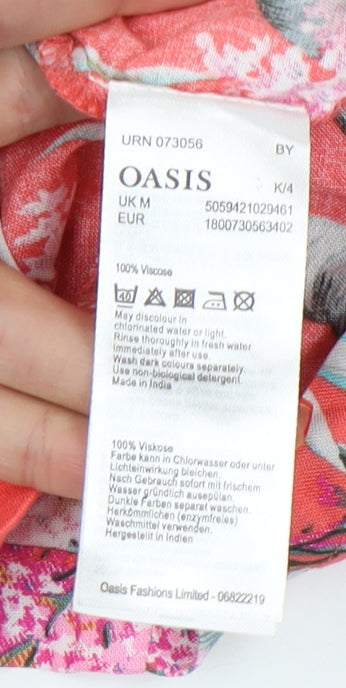 URN 073056 BY
OASIS K/4
UK M 5059421029461
EUR 1800730563402
100% Viscose
40
May discolour in
chlorinated water or light.
Rinse thoroughly in fresh water
immediately after use.
Wash dark colours separately.
Use non-biological detergent
Made in India
100% Viskose
Farbe kann in Chlorwasser oder unter
Lichteinwirkung bleichen.
Nach Gebrauch sofort mit frischem
Wasser gründlich ausepülan.
Dunkle Farben separat waschen.
Herkömmlichen (enzymfreies)
Waschmittel verwenden.
Hergestellt in Indien
Oasis Fashions Limited - 06822219